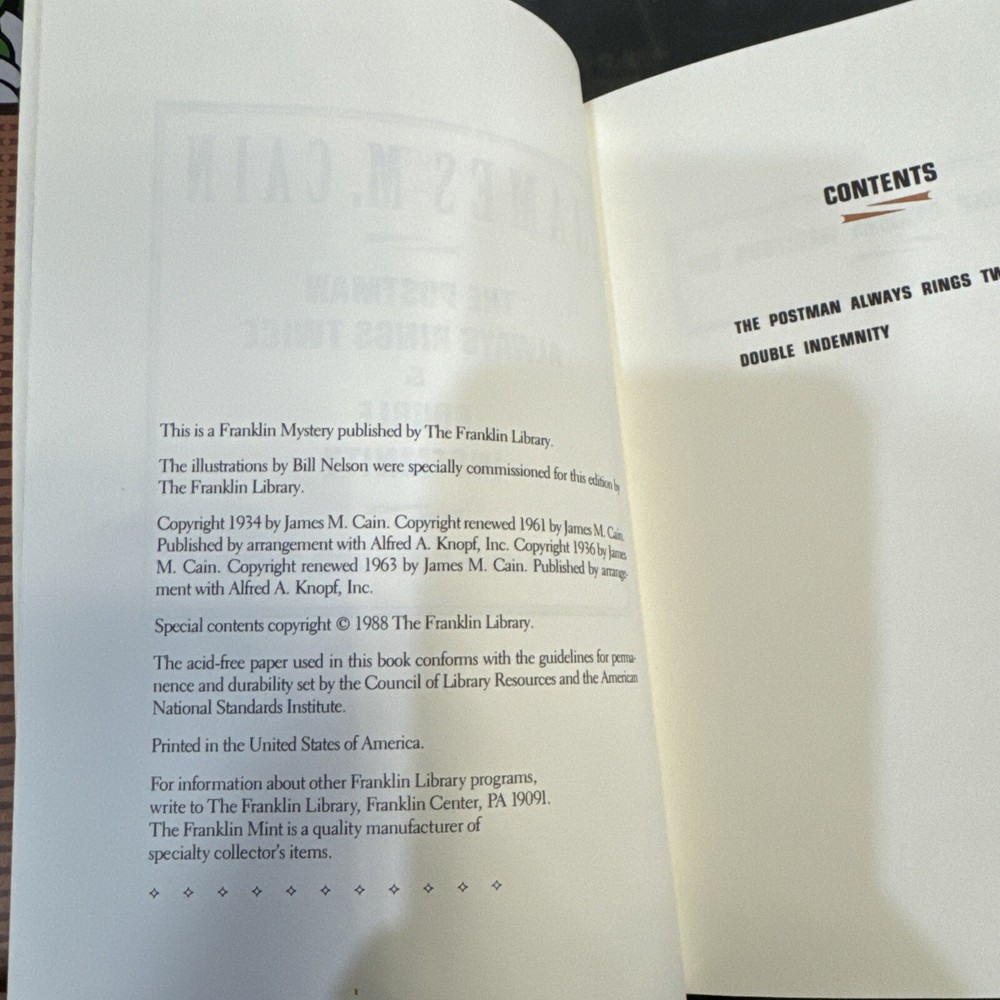 This is a Franklin Mystery published by The Franklin Library.
The illustrations by Bill Nelson were specially commissioned for this edition by
The Franklin Library.
Copyright 1934 by James M. Cain. Copyright renewed 1961 by James M. Cain.
Published by arrangement with Alfred A. Knopf, Inc. Copyright 1936 by James
M. Cain. Copyright renewed 1963 by James M. Cain. Published by arrange-
ment with Alfred A. Knopf, Inc.
Special contents copyright © 1988 The Franklin Library.
The acid-free paper used in this book conforms with the guidelines for perma-
nence and durability set by the Council of Library Resources and the American
National Standards Institute.
Printed in the United States of America.
For information about other Franklin Library programs,
write to The Franklin Library, Franklin Center, PA 19091.
The Franklin Mint is a quality manufacturer of
specialty collector's items.
CONTENTS
THE POSTMAN ALWAYS RINGS TW
DOUBLE INDEMNITY